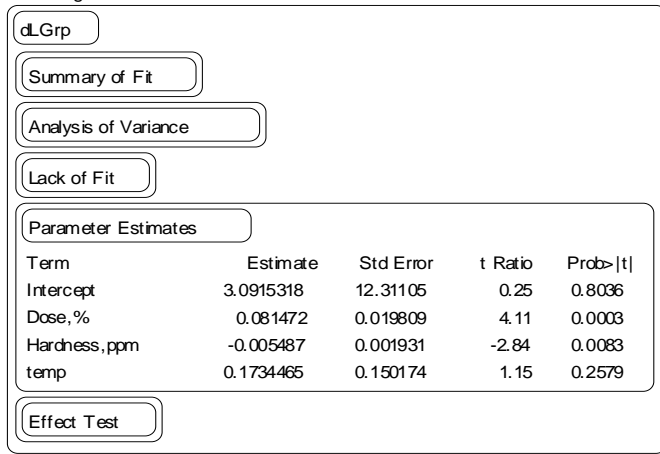 dLGrp
Summary of Fit
Analysis of Variance
Lack of Fit
Parameter Estimates
Term Estimate Std Error t Ratio Prob>|t|
Intercept 3.0915318 12.31105 0.25 0.8036
Dose,% 0.081472 0.019809 4.11 0.0003
Hardness,ppm -0.005487 0.001931 -2.84 0.0083
temp 0.1734465 0.150174 1.15 0.2579
Effect Test